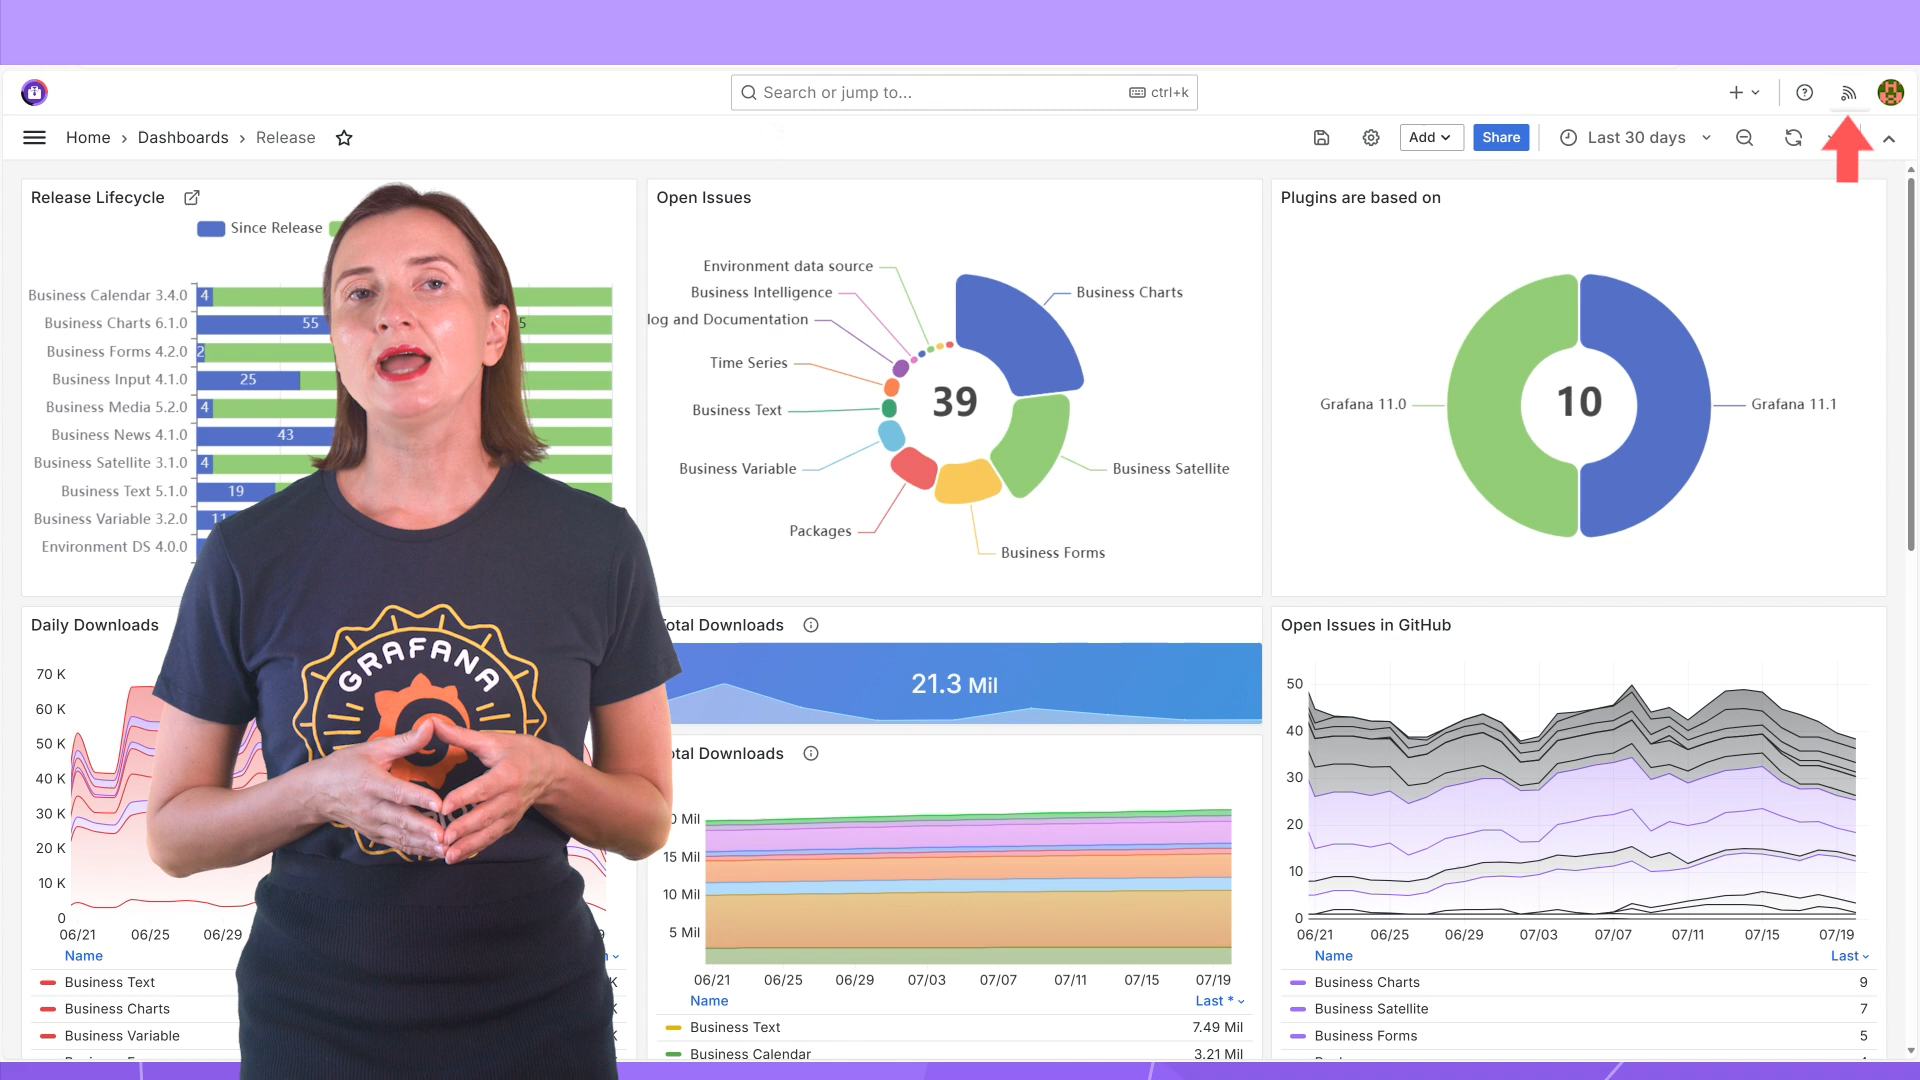 Search or jump to...
ctrl+k
Home
Dashboards
Release
Add
Share
Last 30 days
Release Lifecycle
Since Release
Business Calendar 3.4.0
4
Business Charts 6.1.0
55
5
Business Forms 4.2.0
2
Business Input 4.1.0
25
Business Media 5.2.0
4
Business News 4.1.0
43
Business Satellite 3.1.0
4
Business Text 5.1.0
19
Business Variable 3.2.0
11
Environment DS 4.0.0
Open Issues
Environment data source
Business Intelligence
log and Documentation
Time Series
Business Text
Business Variable
Packages
Business Forms
Business Satellite
Business Charts
39
Plugins are based on
Grafana 11.0
10
Grafana 11.1
Daily Downloads
70 K
60 K
50 K
40 K
30 K
20 K
10 K
0
06/21
06/25
06/29
Name
Business Text
Business Charts
Business Variable
GRAFANA
otal Downloads
21.3 Mil
otal Downloads
0 Mil
15 Mil
10 Mil
5 Mil
06/21
06/25
06/29
07/03
07/07
07/11
07/15
07/19
Name
Last *
Business Text
7.49 Mil
Business Calendar
3.21 Mil
Open Issues in GitHub
50
40
30
20
10
0
06/21
06/25
06/29
07/03
07/07
07/11
07/15
07/19
Name
Last
Business Charts
9
Business Satellite
7
Business Forms
5